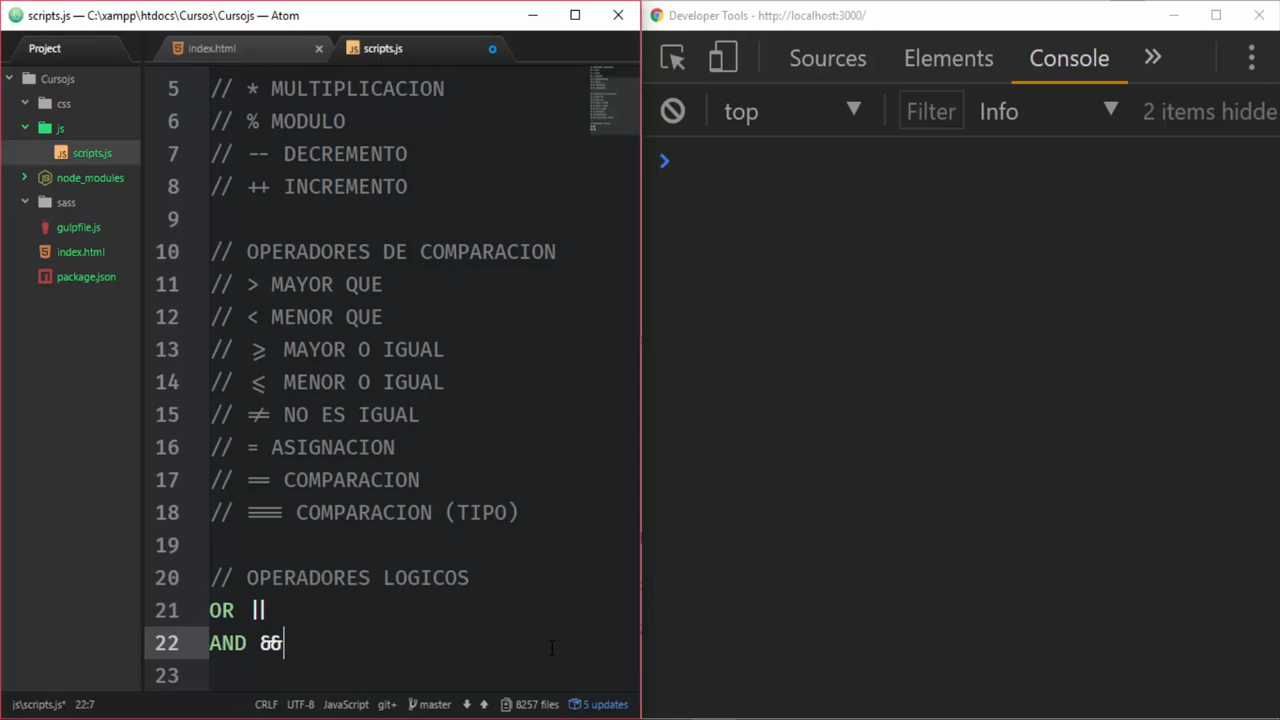 scripts.js — C:\xampp\htdocs\Cursos\Cursojs — Atom
Project
index.html
scripts.js
Cursojs
css
js
scripts.js
node_modules
sass
gulpfile.js
index.html
package.json
5 // * MULTIPLICACION
6 // % MODULO
7 // -- DECREMENTO
8 // ++ INCREMENTO
9
10 // OPERADORES DE COMPARACION
11 // > MAYOR QUE
12 // < MENOR QUE
13 // >= MAYOR O IGUAL
14 // <= MENOR O IGUAL
15 // != NO ES IGUAL
16 // = ASIGNACION
17 // == COMPARACION
18 // === COMPARACION (TIPO)
19
20 // OPERADORES LOGICOS
21 OR ||
22 AND &&
23
js\scripts.js* 22:7 CRLF UTF-8 JavaScript git+ master 8257 files 5 updates
Developer Tools - http://localhost:3000/
Sources Elements Console
top Filter Info 2 items hidde